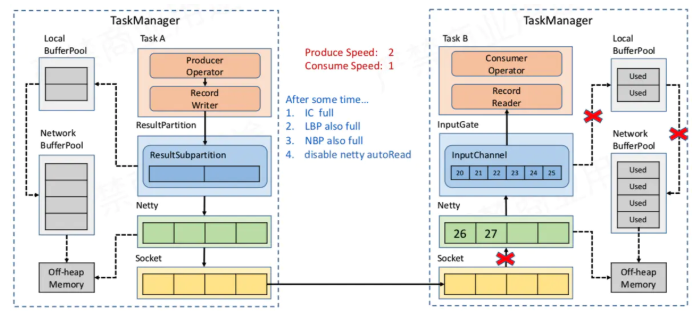 TaskManager
Local
BufferPool
Task A
Producer
Operator
Record
Writer
ResultPartition
Network
BufferPool
ResultSubpartition
Netty
Socket
Off-heap
Memory
Produce Speed: 2
Consume Speed: 1
After some time...
1. IC full
2. LBP also full
3. NBP also full
4. disable netty autoRead
TaskManager
Task B
Local
BufferPool
Consumer
Operator
Used
Used
Record
Reader
InputGate
Network
BufferPool
InputChannel
20 21 22 23 24 25
Used
Used
Used
Used
Netty
26 27
Socket
Off-heap
Memory